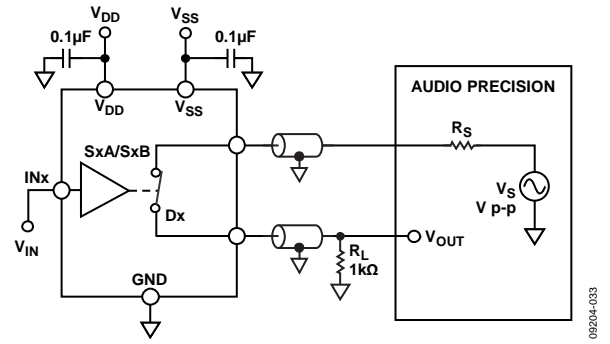 VDD
VSS
0.1µF
0.1µF
VDD
VSS
AUDIO PRECISION
RS
SxA/SxB
INx
VS
V p-p
Dx
VIN
VOUT
RL
1kΩ
GND
09204-033